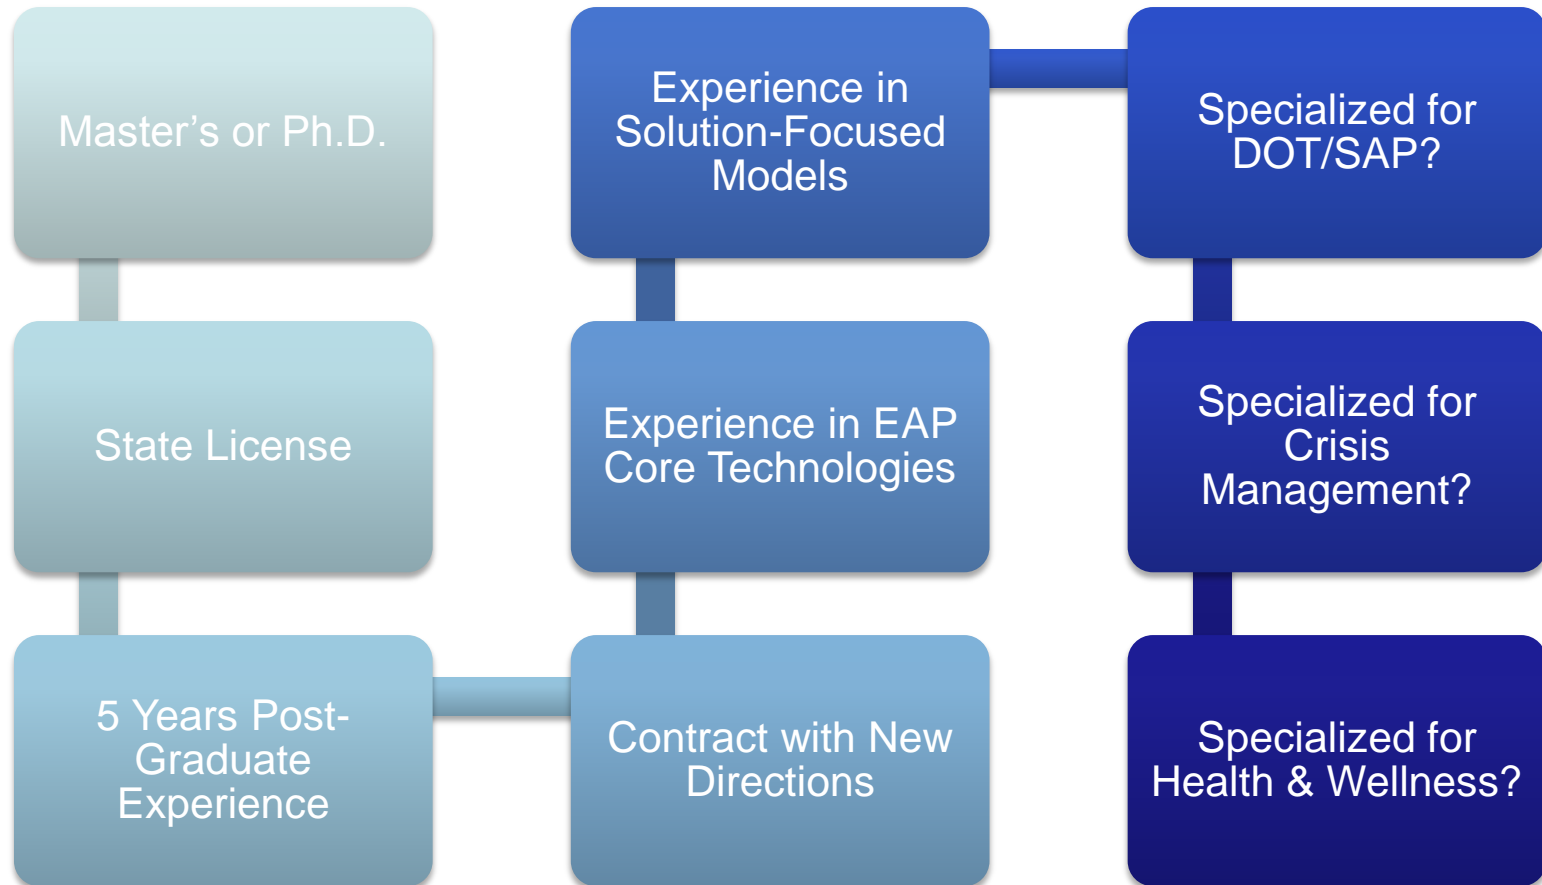 Master’s or Ph.D.
State License
5 Years Post-
Graduate
Experience
Contract with New
Directions
Experience in EAP
Core Technologies
Experience in
Solution-Focused
Models
Specialized for
DOT/SAP?
Specialized for
Crisis
Management?
Specialized for
Health & Wellness?